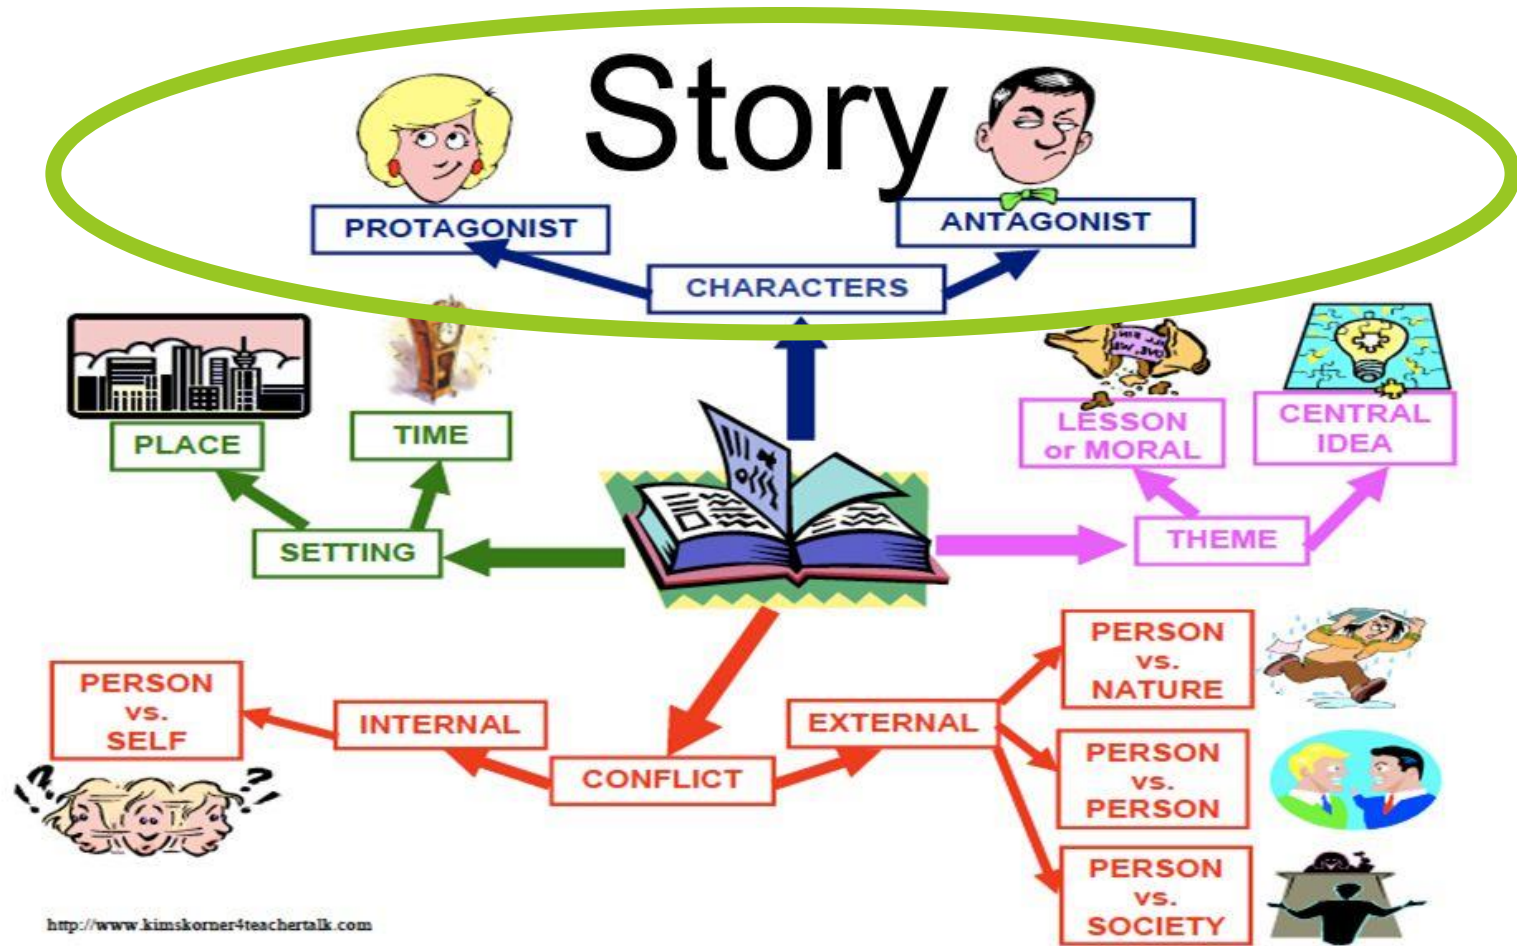 Story
PROTAGONIST
ANTAGONIST
CHARACTERS
PLACE
TIME
SETTING
LESSON
or MORAL
CENTRAL
IDEA
THEME
PERSON
vs.
SELF
INTERNAL
CONFLICT
EXTERNAL
PERSON
vs.
NATURE
PERSON
vs.
PERSON
PERSON
vs.
SOCIETY
http://www.kimskorner4teachertalk.com